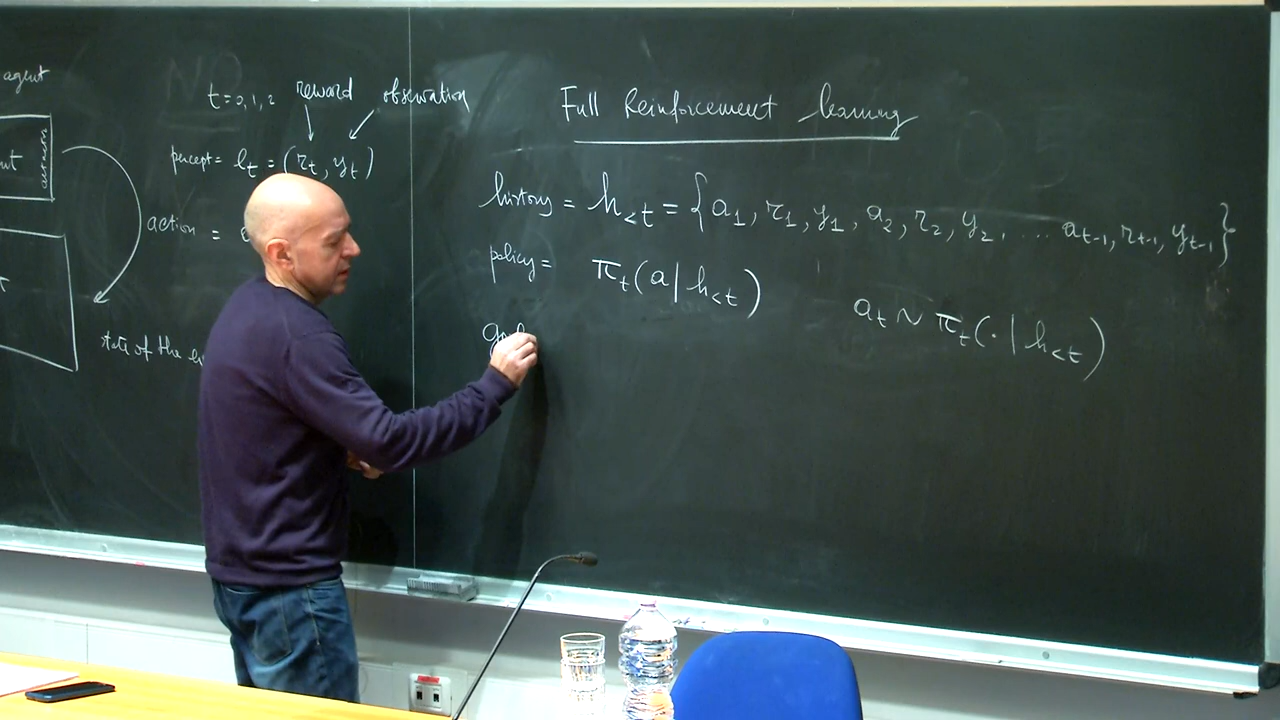 agent
t=0,1,2 reward observation
percept = e_t = (r_t, y_t)
action =
state of the
Full Reinforcement learning
history = h_{<t} = {a_1, r_1, y_1, a_2, r_2, y_2, ... a_{t-1}, r_{t-1}, y_{t-1}}
policy = π_t(a|h_{<t})
a_t ~ π_t(·|h_{<t})